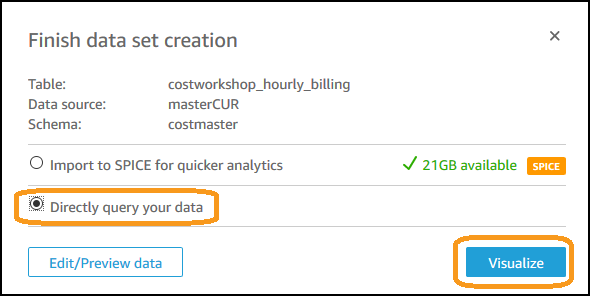 Finish data set creation
Table: costworkshop_hourly_billing
Data source: masterCUR
Schema: costmaster
Import to SPICE for quicker analytics 21GB available SPICE
Directly query your data
Edit/Preview data Visualize